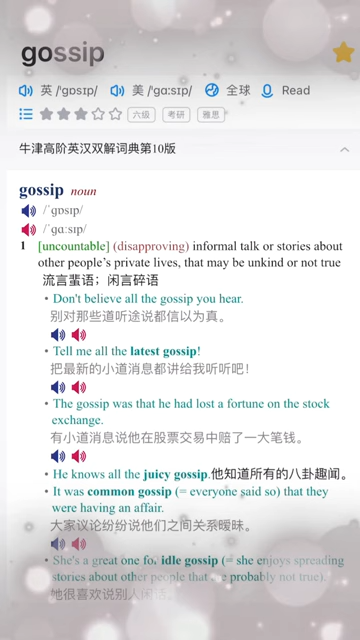 gossip
英 /ˈɡɒsɪp/ 美 /ˈɡɑːsɪp/ 全球 Read
六级 考研 雅思
牛津高阶英汉双解词典第10版
gossip noun
/ˈɡɒsɪp/
/ˈɡɑːsɪp/
1 [uncountable] (disapproving) informal talk or stories about
other people's private lives, that may be unkind or not true
流言蜚语；闲言碎语
• Don't believe all the gossip you hear.
别对那些道听途说都信以为真。
• Tell me all the latest gossip!
把最新的小道消息都讲给我听听吧！
• The gossip was that he had lost a fortune on the stock
exchange.
有小道消息说他在股票交易中赔了一大笔钱。
• He knows all the juicy gossip.他知道所有的八卦趣闻。
• It was common gossip (= everyone said so) that they
were having an affair.
大家议论纷纷说他们之间关系暧昧。
• She's a great one for idle gossip (= she enjoys spreading
stories about other people that are probably not true).
她很喜欢说别人闲话。